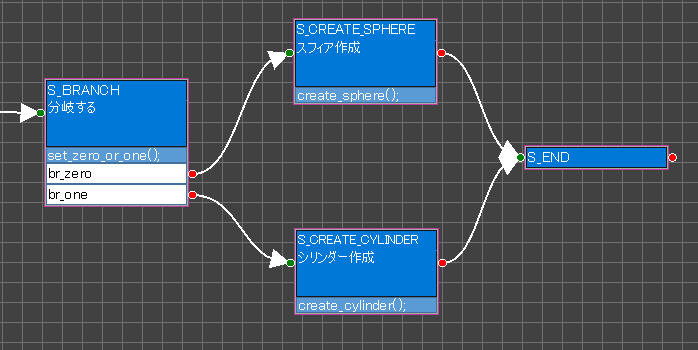 S_BRANCH
分岐する
set_zero_or_one();
br_zero
br_one
S_CREATE_SPHERE
スフィア作成
create_sphere();
S_CREATE_CYLINDER
シリンダー作成
create_cylinder();
S_END